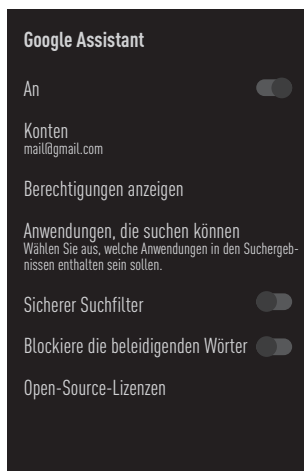 Google Assistant
An
Konten
mail@gmail.com
Berechtigungen anzeigen
Anwendungen, die suchen können
Wählen Sie aus, welche Anwendungen in den Suchergeb-
nissen enthalten sein sollen.
Sicherer Suchfilter
Blockiere die beleidigenden Wörter
Open-Source-Lizenzen